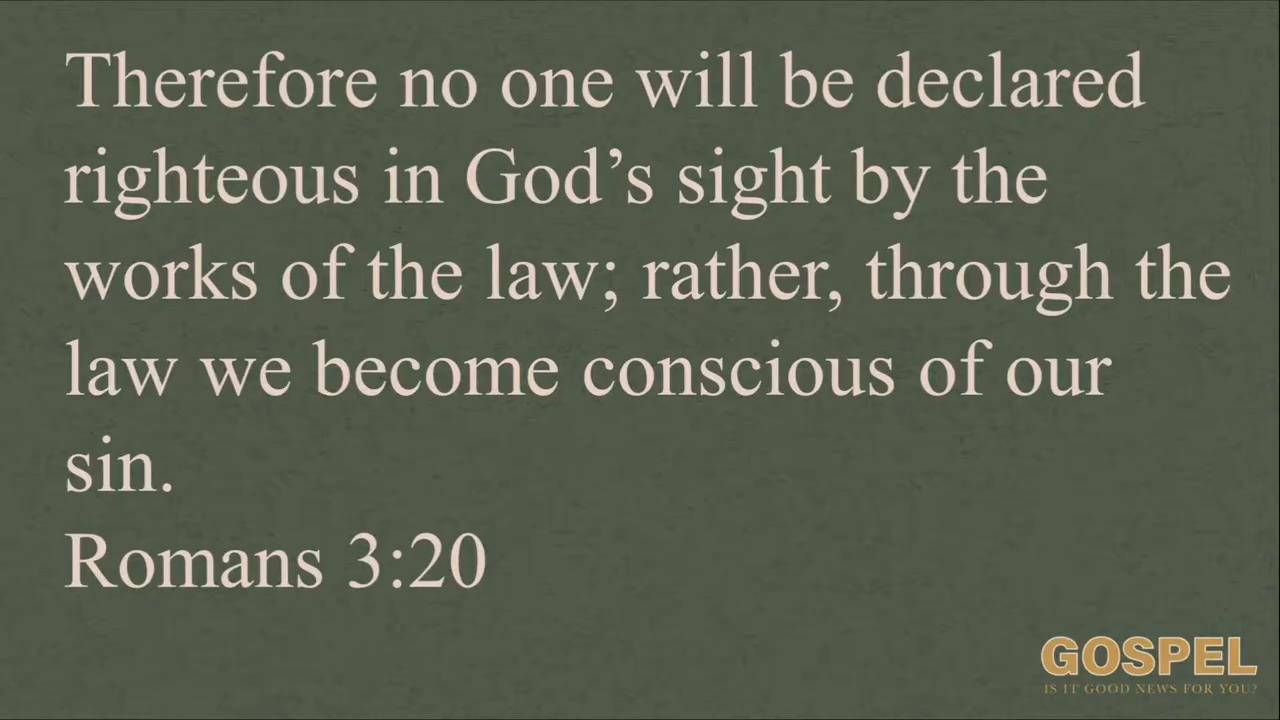 Therefore no one will be declared
righteous in God’s sight by the
works of the law; rather, through the
law we become conscious of our
sin.
Romans 3:20
GOSPEL
IS IT GOOD NEWS FOR YOU?